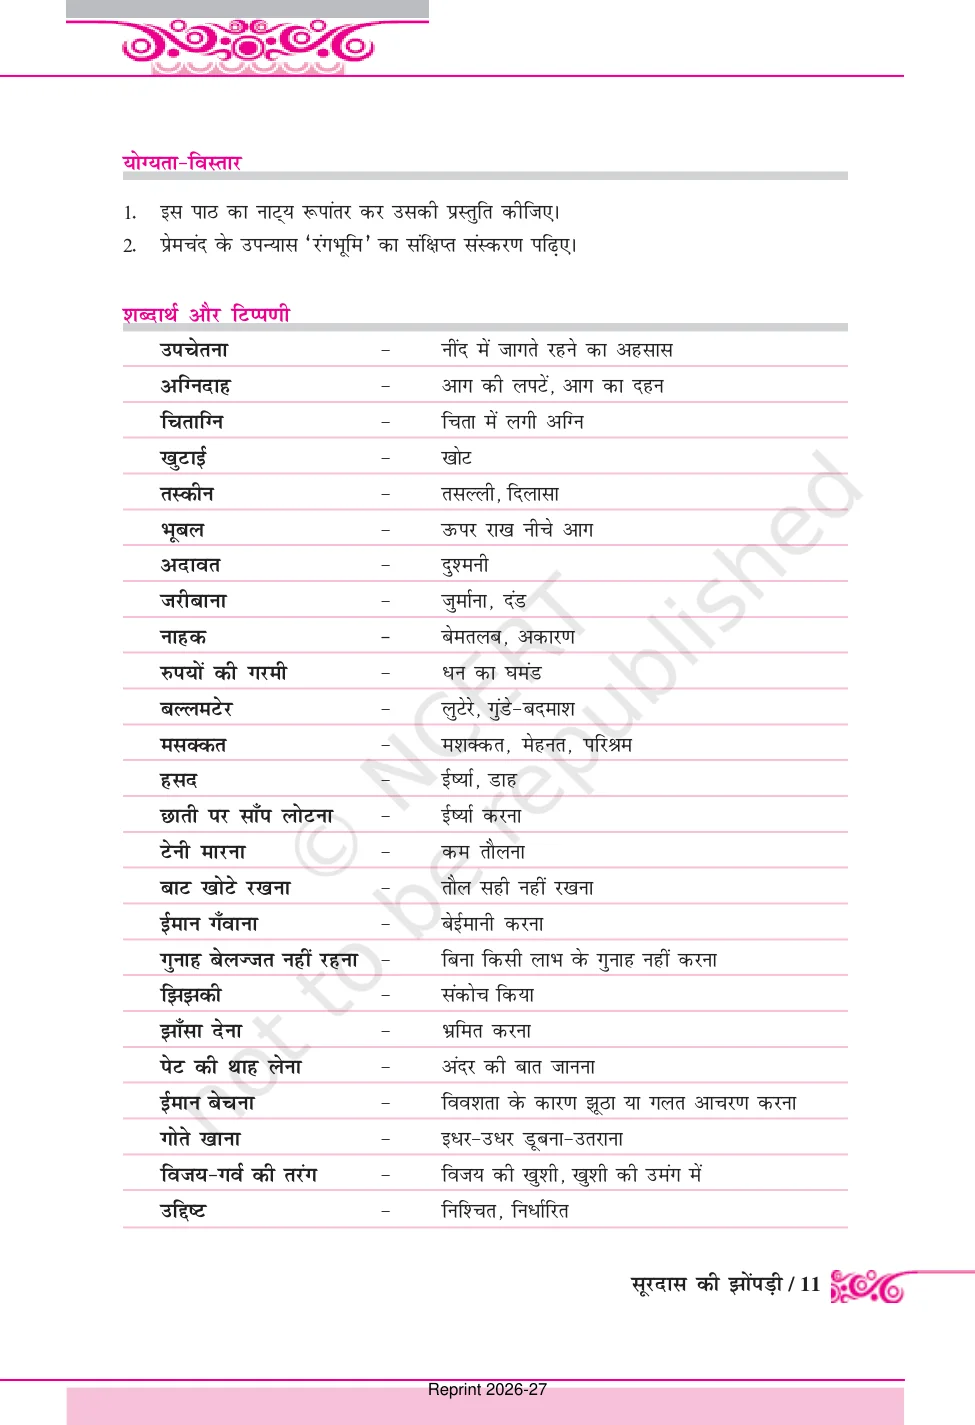 योग्यता-विस्तार
1. इस पाठ का नाट्य रूपांतर कर उसकी प्रस्तुति कीजिए।
2. प्रेमचंद के उपन्यास ‘रंगभूमि’ का संक्षिप्त संस्करण पढ़िए।
शब्दार्थ और टिप्पणी
उपचेतना – नींद में जागते रहने का अहसास
अग्निदाह – आग की लपटें, आग का दहन
चिताग्नि – चिता में लगी अग्नि
खुटाई – खोट
तस्कीन – तसल्ली, दिलासा
भूबल – ऊपर राख नीचे आग
अदावत – दुश्मनी
जरीबाना – जुर्माना, दंड
नाहक – बेमतलब, अकारण
रुपयों की गरमी – धन का घमंड
बल्लमटेर – लुटेरे, गुंडे-बदमाश
मसक्कत – मशक्कत, मेहनत, परिश्रम
हसद – ईर्ष्या, डाह
छाती पर साँप लोटना – ईर्ष्या करना
टेनी मारना – कम तौलना
बाट खोटे रखना – तौल सही नहीं रखना
ईमान गँवाना – बेईमानी करना
गुनाह बेलज्जत नहीं रहना – बिना किसी लाभ के गुनाह नहीं करना
झिझकी – संकोच किया
झाँसा देना – भ्रमित करना
पेट की थाह लेना – अंदर की बात जानना
ईमान बेचना – विवशता के कारण झूठा या गलत आचरण करना
गोते खाना – इधर-उधर डूबना-उतराना
विजय-गर्व की तरंग – विजय की खुशी, खुशी की उमंग में
उद्दिष्ट – निश्चित, निर्धारित
© NCERT
not to be republished
सूरदास की झोंपड़ी / 11
Reprint 2026-27